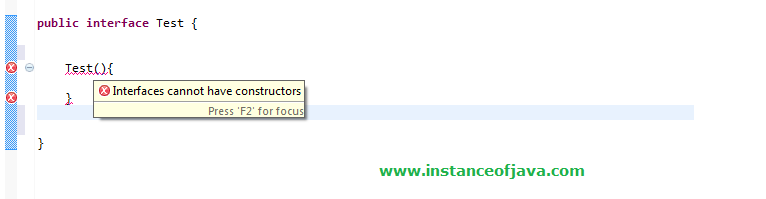 public interface Test {
Test(){
Interfaces cannot have constructors
Press 'F2' for focus
}
}
www.instanceofjava.com